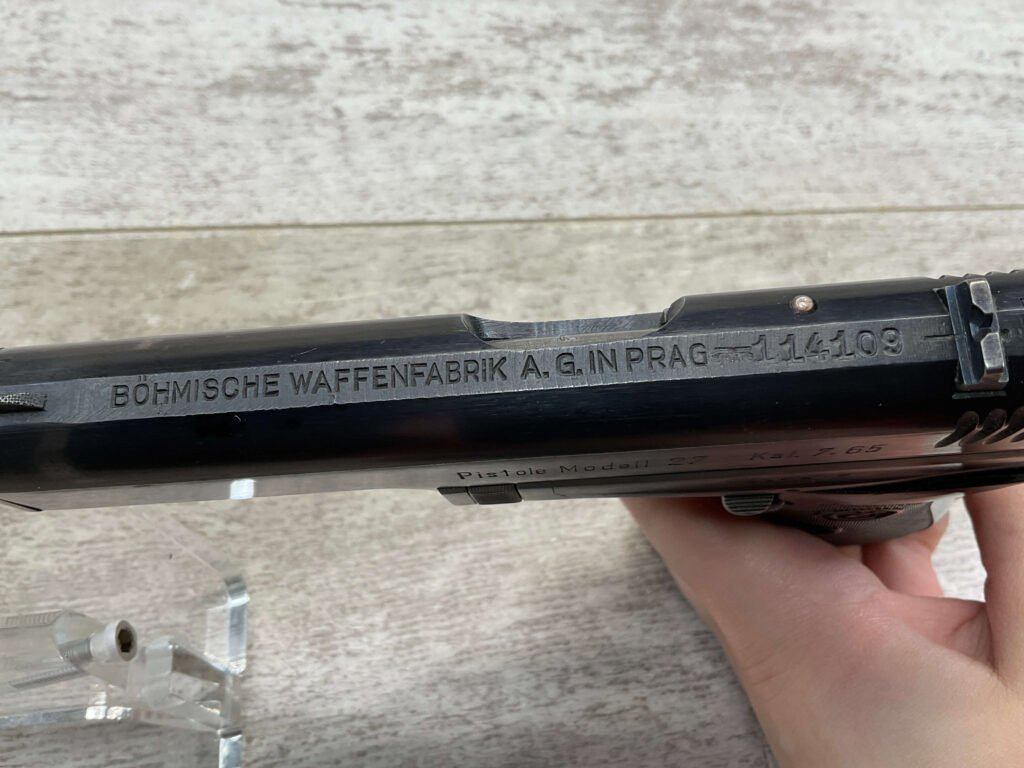 BÖHMISCHE WAFFENFABRIK A. G. IN PRAG 114109
Pistole Modell 27 Kal. 7,65